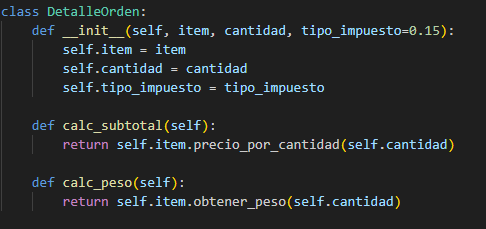 class DetalleOrden:
    def __init__(self, item, cantidad, tipo_impuesto=0.15):
        self.item = item
        self.cantidad = cantidad
        self.tipo_impuesto = tipo_impuesto

    def calc_subtotal(self):
        return self.item.precio_por_cantidad(self.cantidad)

    def calc_peso(self):
        return self.item.obtener_peso(self.cantidad)